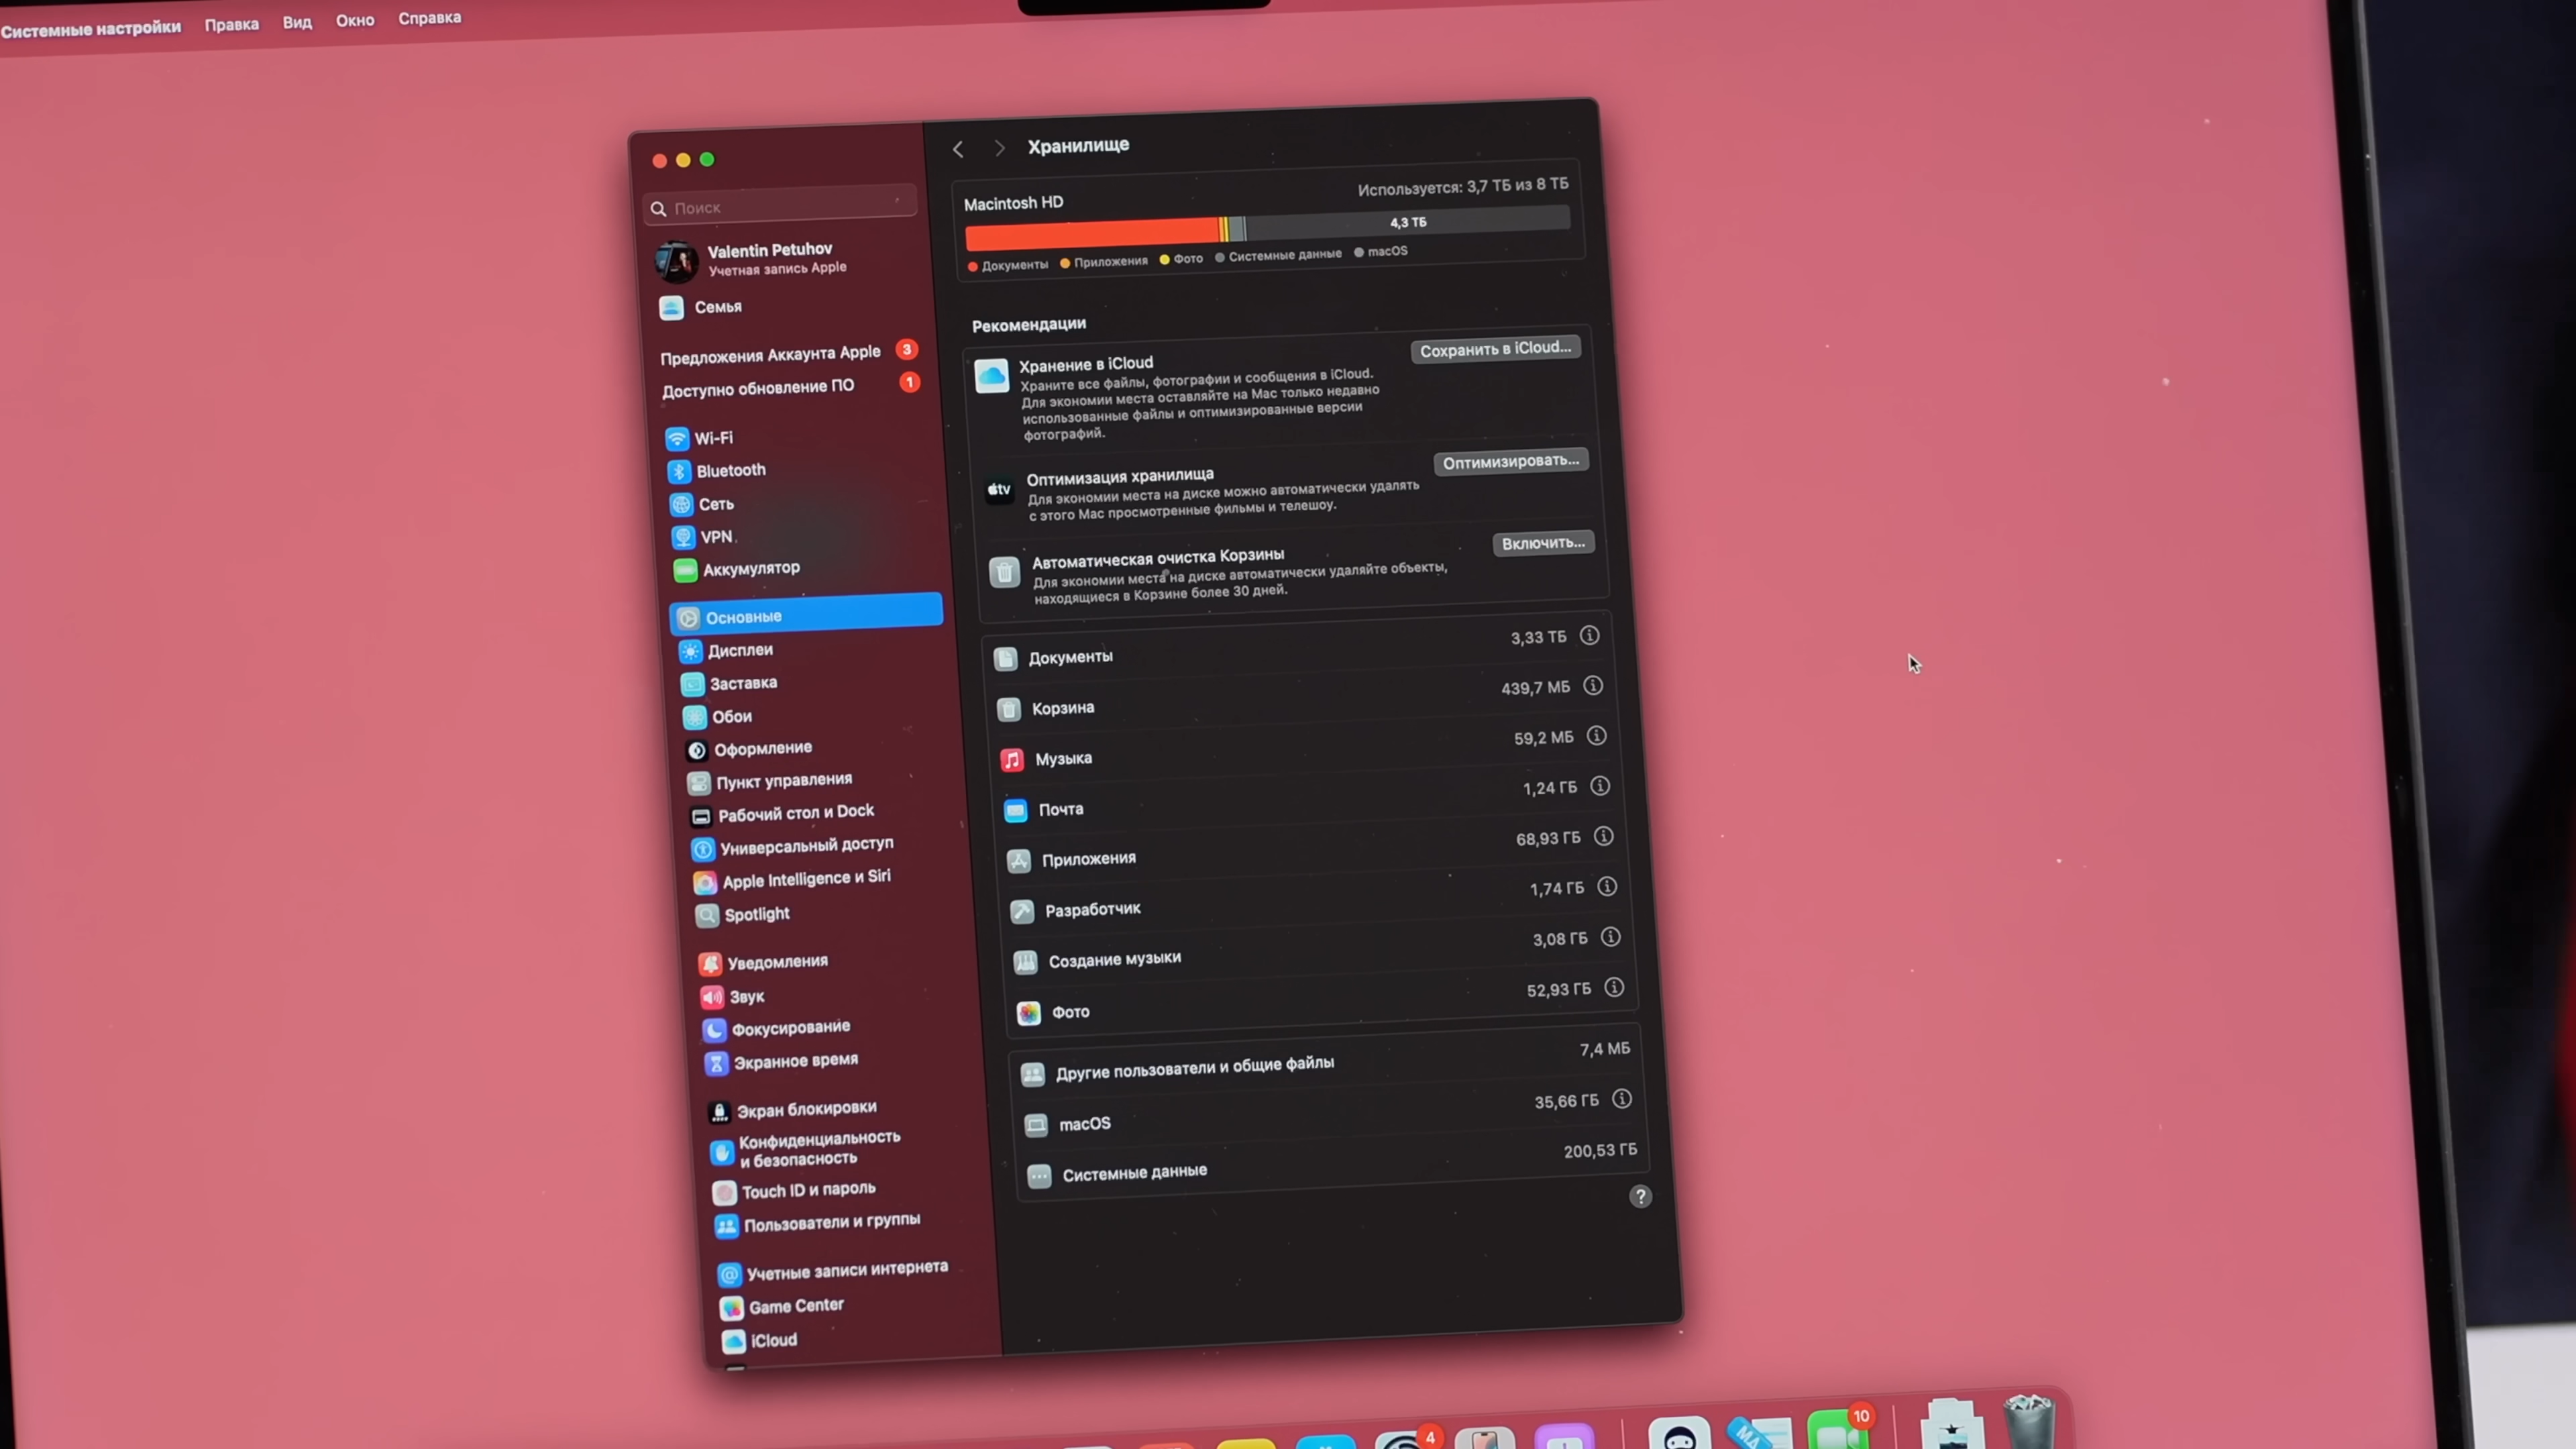 Системные настройки Правка Вид Окно Справка
Поиск
Valentin Petuhov
Учетная запись Apple
Семья
Предложения Аккаунта Apple 3
Доступно обновление ПО 1
Wi-Fi
Bluetooth
Сеть
VPN
Аккумулятор
Основные
Дисплеи
Заставка
Обои
Оформление
Пункт управления
Рабочий стол и Dock
Универсальный доступ
Apple Intelligence и Siri
Spotlight
Уведомления
Звук
Фокусирование
Экранное время
Экран блокировки
Конфиденциальность
и безопасность
Touch ID и пароль
Пользователи и группы
Учетные записи интернета
Game Center
iCloud
Хранилище
Macintosh HD Используется: 3,7 ТБ из 8 ТБ
4,3 ТБ
Документы Приложения Фото Системные данные macOS
Рекомендации
Хранение в iCloud Сохранить в iCloud...
Храните все файлы, фотографии и сообщения в iCloud.
Для экономии места оставляйте на Mac только недавно
использованные файлы и оптимизированные версии
фотографий.
tv
Оптимизация хранилища Оптимизировать...
Для экономии места на диске можно автоматически удалять
с этого Mac просмотренные фильмы и телешоу.
Автоматическая очистка Корзины Включить...
Для экономии места на диске автоматически удаляйте объекты,
находящиеся в Корзине более 30 дней.
Документы 3,33 ТБ
Корзина 439,7 МБ
Музыка 59,2 МБ
Почта 1,24 ГБ
Приложения 68,93 ГБ
Разработчик 1,74 ГБ
Создание музыки 3,08 ГБ
Фото 52,93 ГБ
Другие пользователи и общие файлы 7,4 МБ
macOS 35,66 ГБ
Системные данные 200,53 ГБ
?
4
MA
10